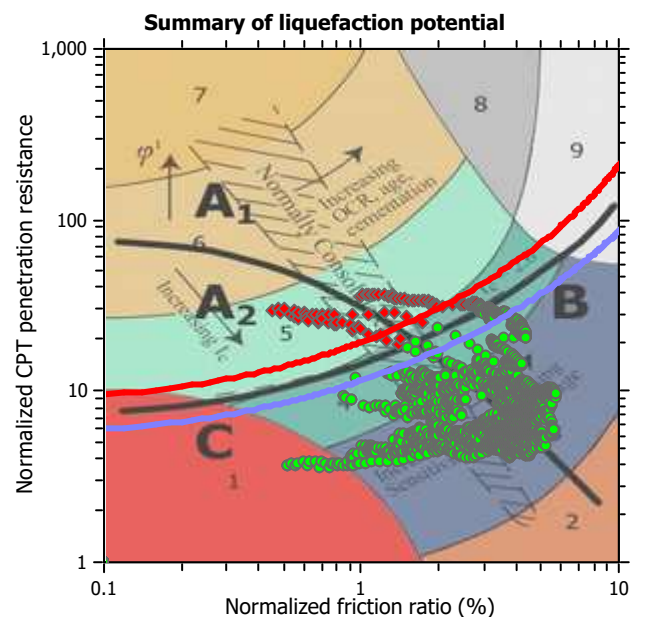 Summary of liquefaction potential
Normalized CPT penetration resistance
1,000
100
10
1
0.1
1
10
Normalized friction ratio (%)
7
8
9
φ'
A1
Increasing
OCR, age,
cementation
Normally
6
A2
5
Increasing Ic
B
C
1
2